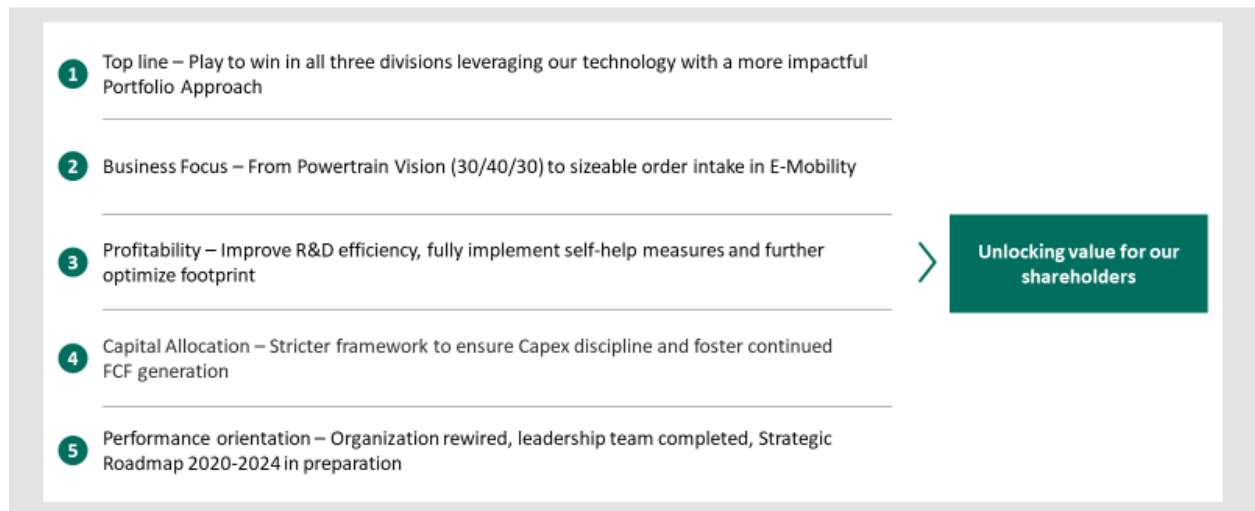 1
Top line – Play to win in all three divisions leveraging our technology with a more impactful
Portfolio Approach
2
Business Focus – From Powertrain Vision (30/40/30) to sizeable order intake in E-Mobility
3
Profitability – Improve R&D efficiency, fully implement self-help measures and further
optimize footprint
4
Capital Allocation – Stricter framework to ensure Capex discipline and foster continued
FCF generation
5
Performance orientation – Organization rewired, leadership team completed, Strategic
Roadmap 2020-2024 in preparation
Unlocking value for our
shareholders